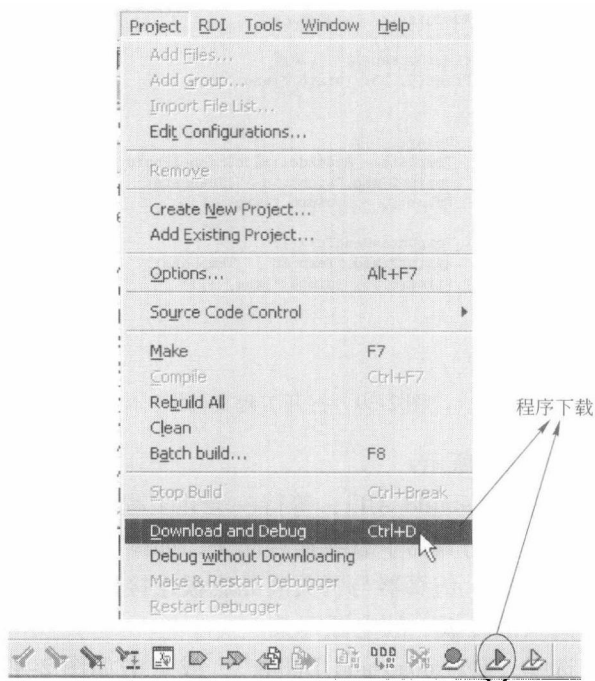 Project RDI Tools Window Help
Add Files...
Add Group...
Import File List...
Edit Configurations...
Remove
Create New Project...
Add Existing Project...
Options... Alt+F7
Source Code Control
Make F7
Compile Ctrl+F7
Rebuild All
Clean
Batch build... F8
Stop Build Ctrl+Break
Download and Debug Ctrl+D
Debug without Downloading
Make & Restart Debugger
Restart Debugger
程序下载